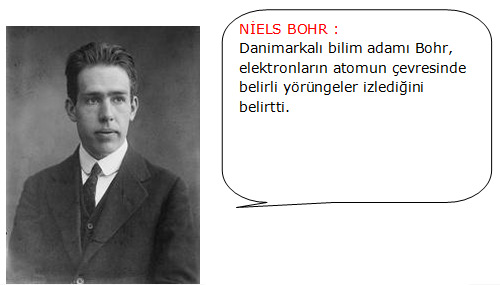 NİELS BOHR :
Danimarkalı bilim adamı Bohr,
elektronların atomun çevresinde
belirli yörüngeler izlediğini
belirtti.